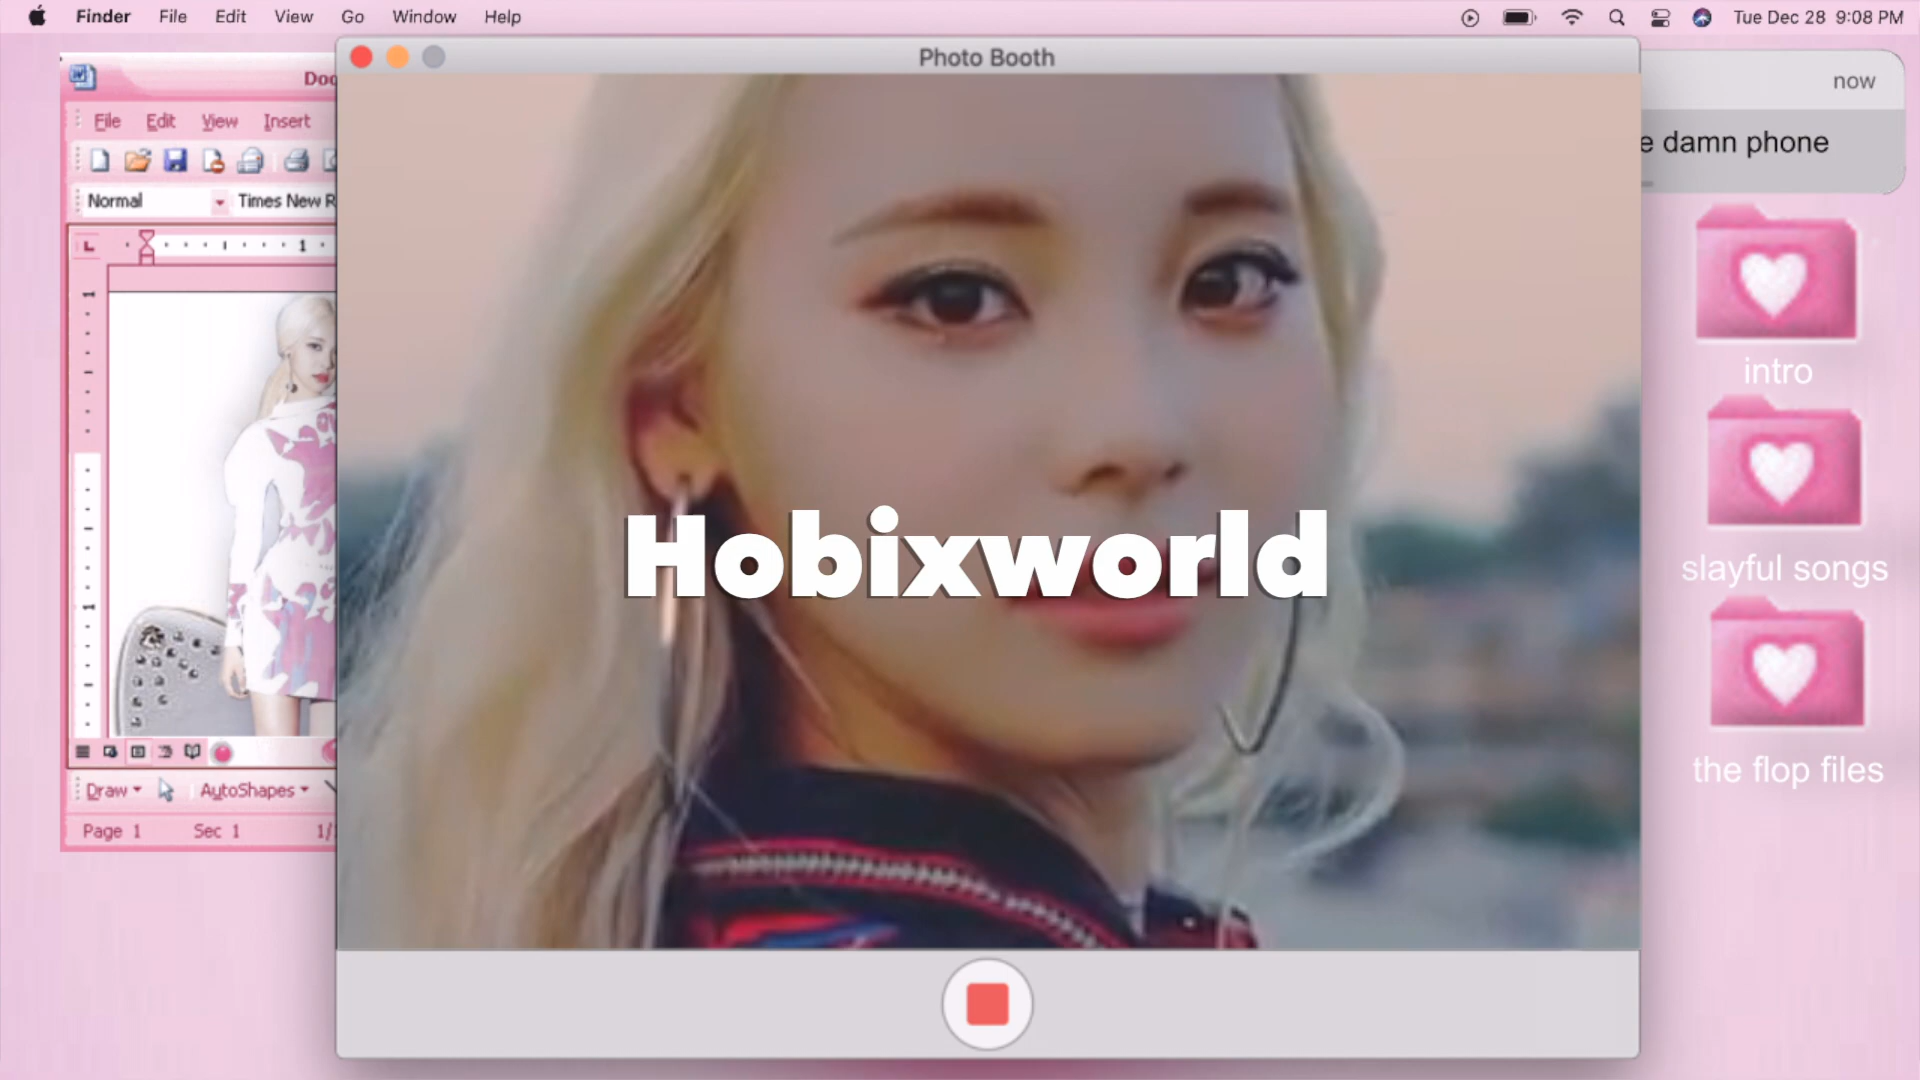 Finder File Edit View Go Window Help
Tue Dec 28 9:08 PM
Photo Booth
now
e damn phone
Doc
File Edit View Insert
Normal
Times New R
1
Hobixworld
intro
slayful songs
the flop files
Draw AutoShapes
Page 1 Sec 1 1/